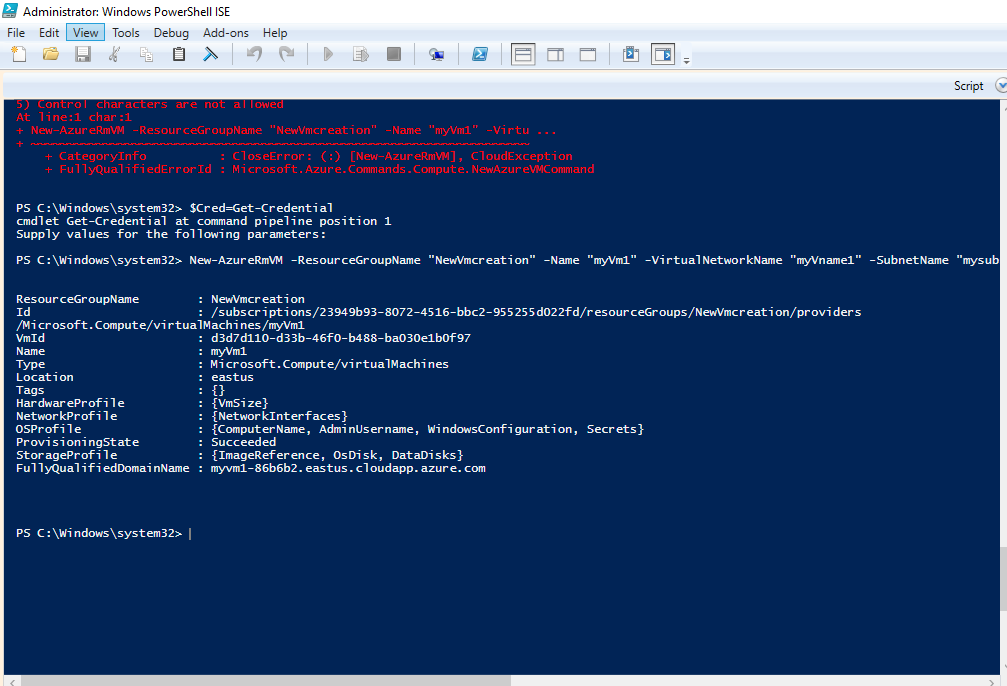 Administrator: Windows PowerShell ISE
File Edit View Tools Debug Add-ons Help
Script
5) Control characters are not allowed
At line:1 char:1
+ New-AzureRmVM -ResourceGroupName "NewVmcreation" -Name "myVm1" -Virtu ...
+ ~~~~~~~~~~~~~~~~~~~~~~~~~~~~~~~~~~~~~~~~~~~~~~~~~~~~~~~~~~~~~~~~~~~~~
+ CategoryInfo : CloseError: (:) [New-AzureRmVM], CloudException
+ FullyQualifiedErrorId : Microsoft.Azure.Commands.Compute.NewAzureVMCommand
PS C:\Windows\system32> $Cred=Get-Credential
cmdlet Get-Credential at command pipeline position 1
Supply values for the following parameters:
PS C:\Windows\system32> New-AzureRmVM -ResourceGroupName "NewVmcreation" -Name "myVm1" -VirtualNetworkName "myVname1" -SubnetName "mysub
ResourceGroupName : NewVmcreation
Id : /subscriptions/23949b93-8072-4516-bbc2-955255d022fd/resourceGroups/NewVmcreation/providers
/Microsoft.Compute/virtualMachines/myVm1
VmId : d3d7d110-d33b-46f0-b488-ba030e1b0f97
Name : myVm1
Type : Microsoft.Compute/virtualMachines
Location : eastus
Tags : {}
HardwareProfile : {VmSize}
NetworkProfile : {NetworkInterfaces}
OSProfile : {ComputerName, AdminUsername, WindowsConfiguration, Secrets}
ProvisioningState : Succeeded
StorageProfile : {ImageReference, OsDisk, DataDisks}
FullyQualifiedDomainName : myvm1-86b6b2.eastus.cloudapp.azure.com
PS C:\Windows\system32>